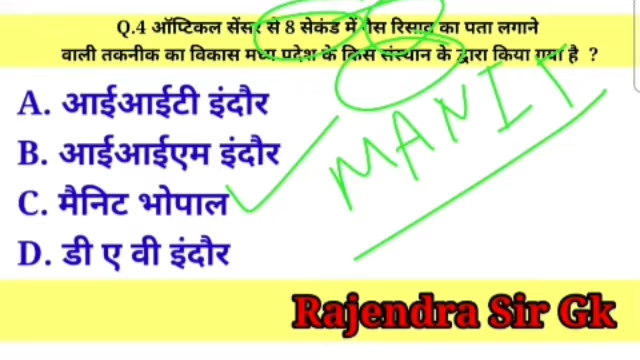 Q.4 ऑप्टिकल सेंसर से 8 सेकंड में गैस रिसाव का पता लगाने
वाली तकनीक का विकास मध्य प्रदेश के किस संस्थान के द्वारा किया गया है ?
A. आईआईटी इंदौर
B. आईआईएम इंदौर
C. मैनिट भोपाल
D. डी ए वी इंदौर
MANIT
Rajendra Sir Gk